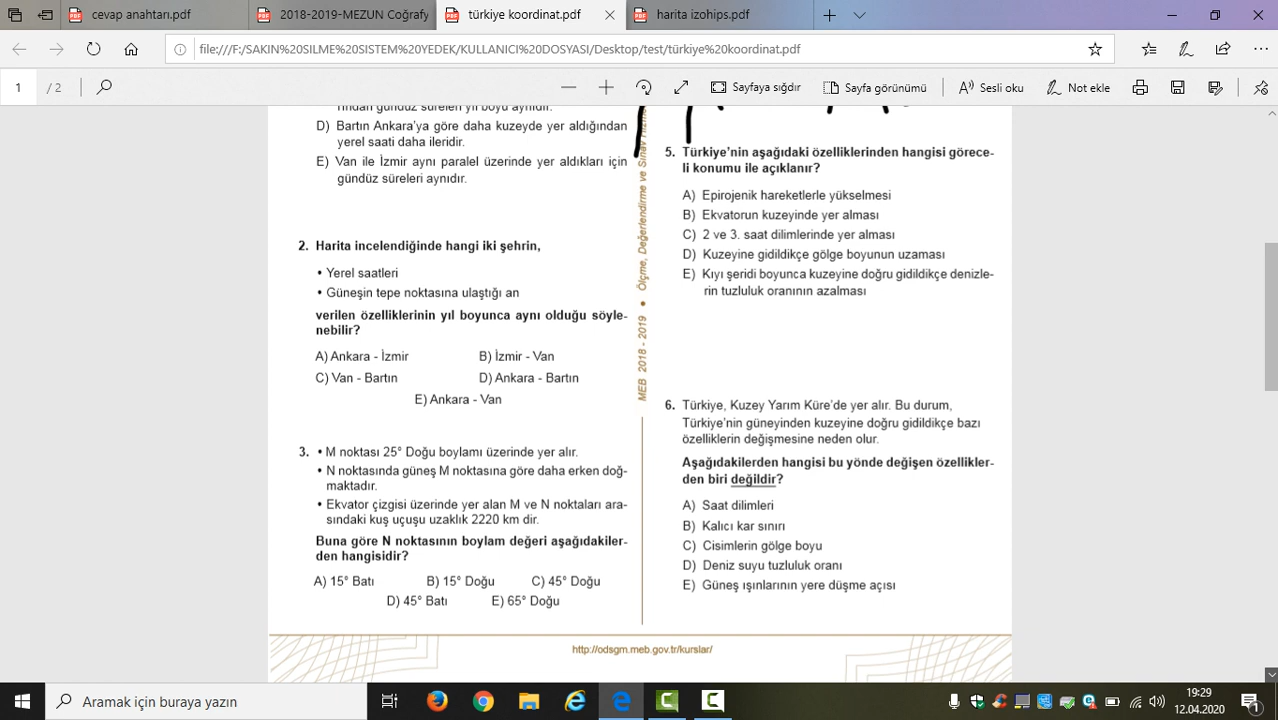 cevap anahtarı.pdf
2018-2019
türkiye
file:///F:/SAKIN%20SILME%20SISTEM%20YEDEK/KULLANICI%20DOSYASI/Desktop/test/türkiye%20koordinat.pdf
1 / 2
Sayfaya sığdır
Sayfa görünümü
Sesli oku
Not ekle
rından gündüz süreleri yıl boyu aynıdır.
D) Bartın Ankara'ya göre daha kuzeyde yer aldığından
yerel saati daha ileridir.
E) Van ile İzmir aynı paralel üzerinde yer aldıkları için
gündüz süreleri aynıdır.
2. Harita incelendiğinde hangi iki şehrin,
• Yerel saatleri
• Güneşin tepe noktasına ulaştığı an
verilen özelliklerinin yıl boyunca aynı olduğu söyle-
nebilir?
A) Ankara - İzmir B) İzmir - Van
C) Van - Bartın D) Ankara - Bartın
E) Ankara - Van
3. • M noktası 25° Doğu boylamı üzerinde yer alır.
• N noktasında güneş M noktasına göre daha erken doğ-
maktadır.
• Ekvator çizgisi üzerinde yer alan M ve N noktaları ara-
sındaki kuş uçuşu uzaklık 2220 km dir.
Buna göre N noktasının boylam değeri aşağıdakiler-
den hangisidir?
A) 15° Batı B) 15° Doğu C) 45° Doğu
D) 45° Batı E) 65° Doğu
MEB 2018 - 2019 • Ölçme, Değerlendirme ve Sınav Hizme
5. Türkiye'nin aşağıdaki özelliklerinden hangisi görece-
li konumu ile açıklanır?
A) Epirojenik hareketlerle yükselmesi
B) Ekvatorun kuzeyinde yer alması
C) 2 ve 3. saat dilimlerinde yer alması
D) Kuzeyine gidildikçe gölge boyunun uzaması
E) Kıyı şeridi boyunca kuzeyine doğru gidildikçe denizle-
rin tuzluluk oranının azalması
6. Türkiye, Kuzey Yarım Küre'de yer alır. Bu durum,
Türkiye'nin güneyinden kuzeyine doğru gidildikçe bazı
özelliklerin değişmesine neden olur.
Aşağıdakilerden hangisi bu yönde değişen özellikler-
den biri değildir?
A) Saat dilimleri
B) Kalıcı kar sınırı
C) Cisimlerin gölge boyu
D) Deniz suyu tuzluluk oranı
E) Güneş ışınlarının yere düşme açısı
http://odsgm.meb.gov.tr/kurslar/
Aramak için buraya yazın
19:29
12.04.2020